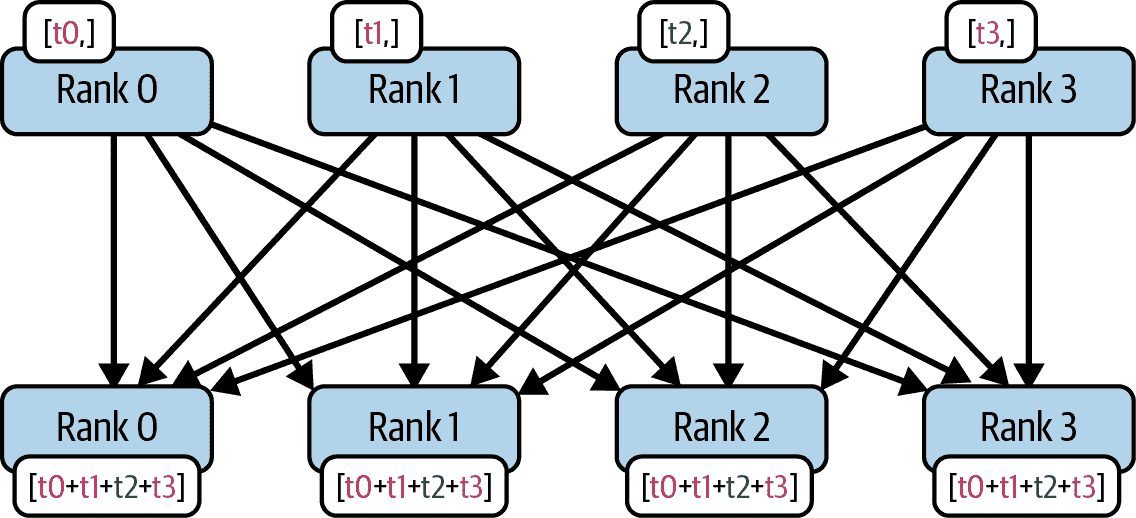 [t0,] [t1,] [t2,] [t3,]
Rank 0 Rank 1 Rank 2 Rank 3
Rank 0 Rank 1 Rank 2 Rank 3
[t0+t1+t2+t3] [t0+t1+t2+t3] [t0+t1+t2+t3] [t0+t1+t2+t3]